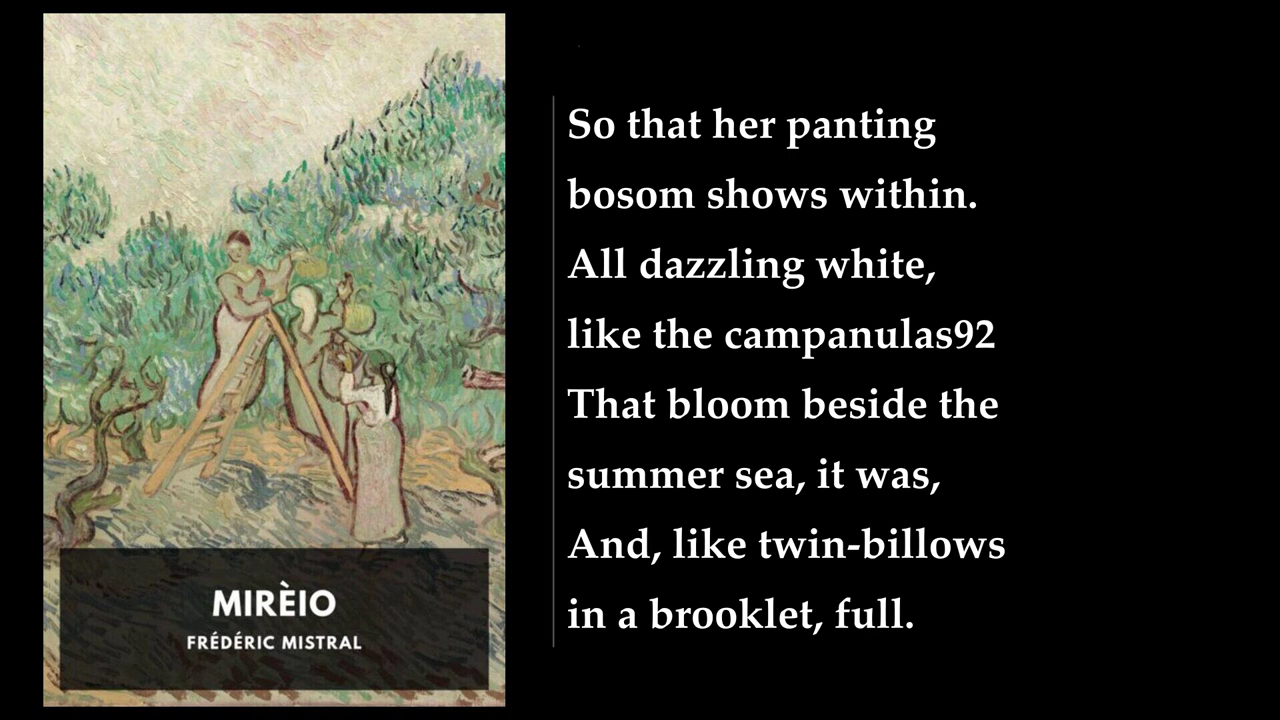 MIRÈIO
FRÉDÉRIC MISTRAL
So that her panting
bosom shows within.
All dazzling white,
like the campanulas92
That bloom beside the
summer sea, it was,
And, like twin-billows
in a brooklet, full.